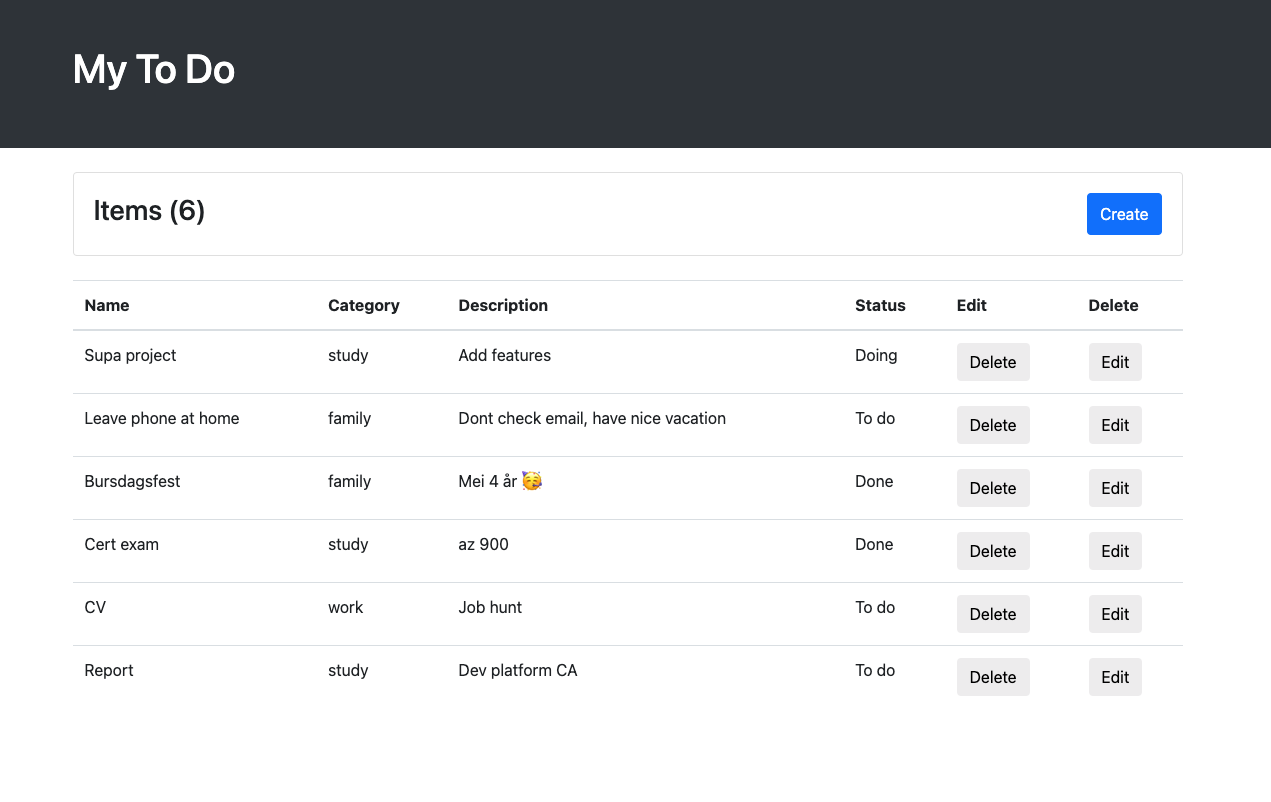 My To Do
Items (6)
Create
Name Category Description Status Edit Delete
Supa project study Add features Doing Delete Edit
Leave phone at home family Dont check email, have nice vacation To do Delete Edit
Bursdagsfest family Mei 4 år 🥳 Done Delete Edit
Cert exam study az 900 Done Delete Edit
CV work Job hunt To do Delete Edit
Report study Dev platform CA To do Delete Edit